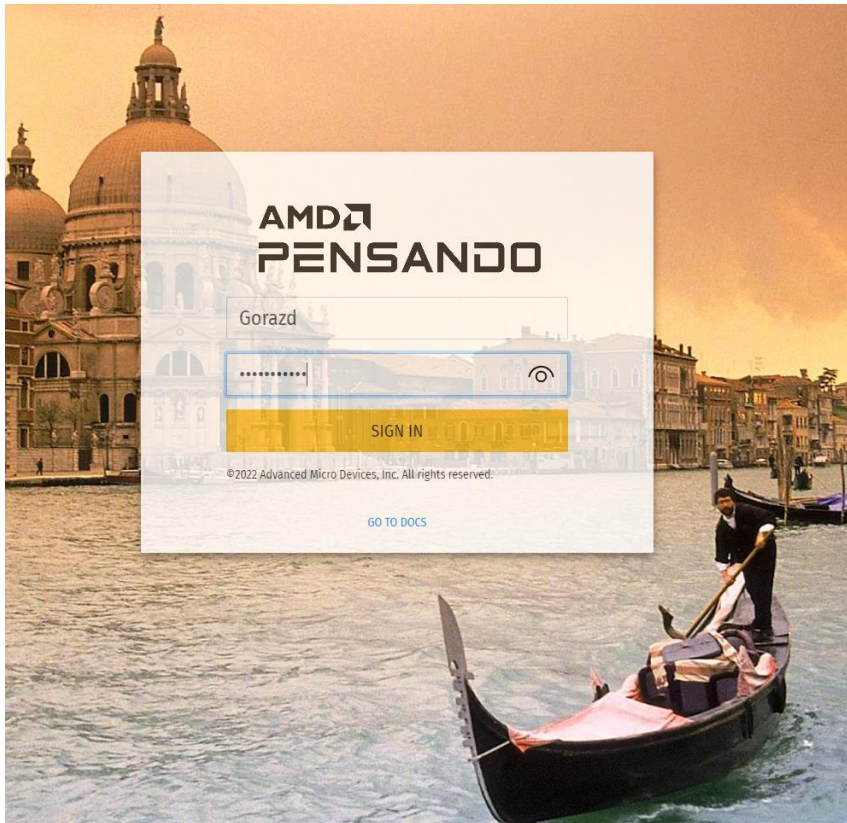 AMD
PENSANDO
Gorazd
•••••••••••
SIGN IN
©2022 Advanced Micro Devices, Inc. All rights reserved.
GO TO DOCS